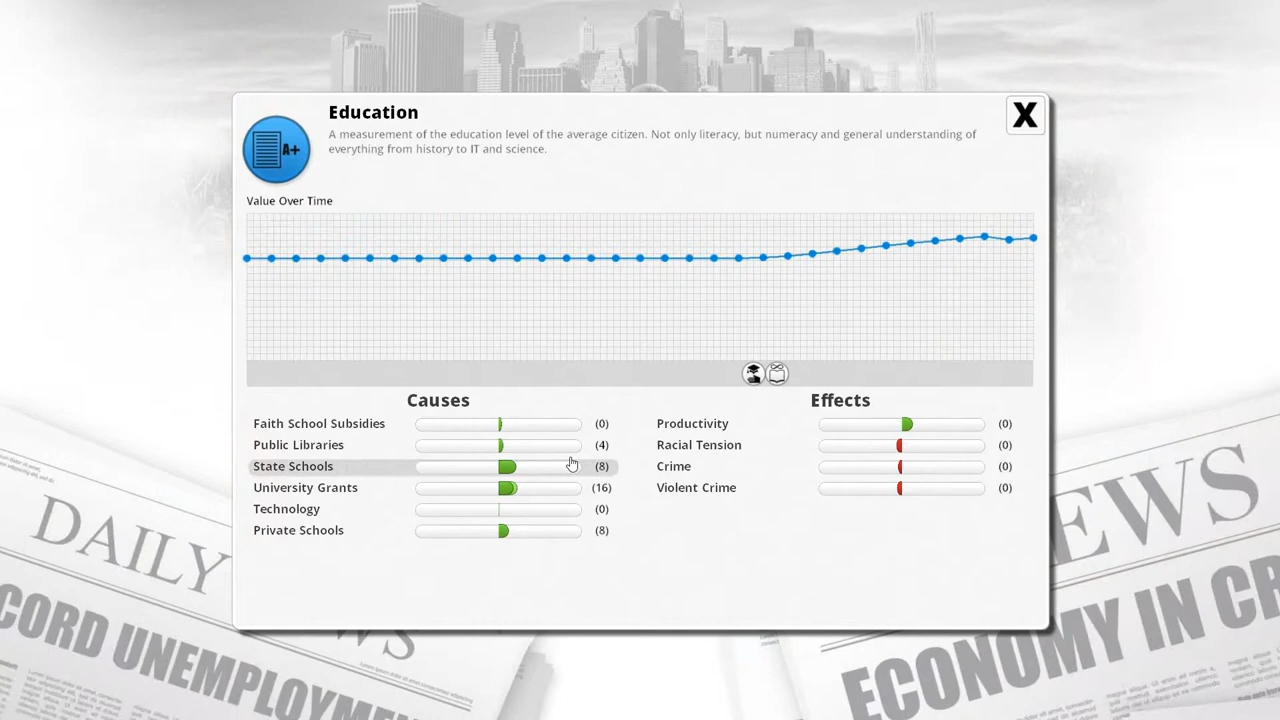 Education
A measurement of the education level of the average citizen. Not only literacy, but numeracy and general understanding
everything from history to IT and science.
A+
Value Over Time
Causes
Effects
Faith School Subsidies (0)
Productivity (0)
Public Libraries (4)
Racial Tension (0)
State Schools (8)
Crime (0)
University Grants (16)
Violent Crime (0)
Technology (0)
Private Schools (8)
DAILY
NEWS
CORD UNEMPLOYMENT
EWS
ECONOMY IN CR